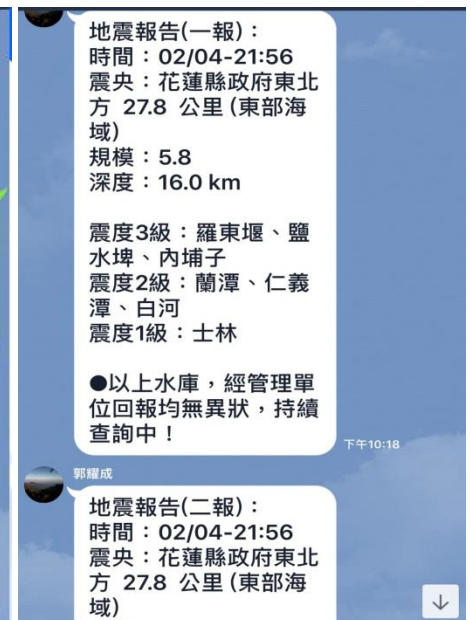 地震報告(一報)：
時間：02/04-21:56
震央：花蓮縣政府東北
方 27.8 公里(東部海
域)
規模：5.8
深度：16.0 km
震度3級：羅東堰、鹽
水埤、內埔子
震度2級：蘭潭、仁義
潭、白河
震度1級：士林
●以上水庫，經管理單
位回報均無異狀，持續
查詢中！
下午10:18
郭耀成
地震報告(二報)：
時間：02/04-21:56
震央：花蓮縣政府東北
方 27.8 公里(東部海
域)